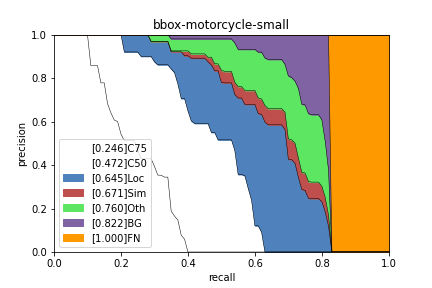 bbox-motorcycle-small
1.0
0.8
0.6
0.4
0.2
0.0
precision
[0.246]C75
[0.472]C50
[0.645]Loc
[0.671]Sim
[0.760]Oth
[0.822]BG
[1.000]FN
0.0 0.2 0.4 0.6 0.8 1.0
recall